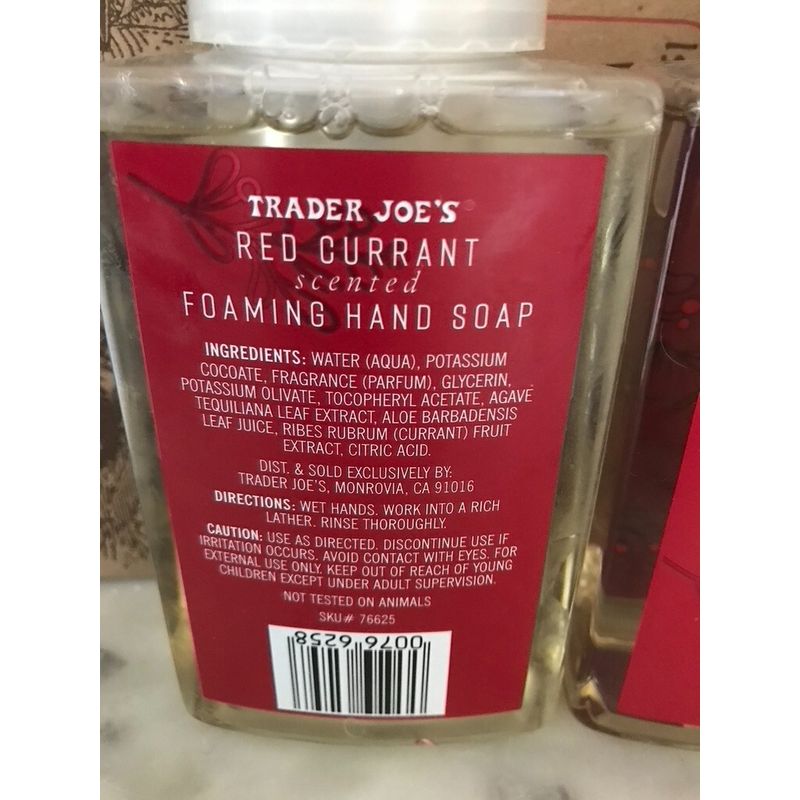 TRADER JOE'S
RED CURRANT
scented
FOAMING HAND SOAP
INGREDIENTS: WATER (AQUA), POTASSIUM
COCOATE, FRAGRANCE (PARFUM), GLYCERIN,
POTASSIUM OLIVATE, TOCOPHERYL ACETATE, AGAVE
TEQUILIANA LEAF EXTRACT, ALOE BARBADENSIS
LEAF JUICE, RIBES RUBRUM (CURRANT) FRUIT
EXTRACT, CITRIC ACID.
DIST. & SOLD EXCLUSIVELY BY:
TRADER JOE'S, MONROVIA, CA 91016
DIRECTIONS: WET HANDS. WORK INTO A RICH
LATHER. RINSE THOROUGHLY.
CAUTION: USE AS DIRECTED. DISCONTINUE USE IF
IRRITATION OCCURS. AVOID CONTACT WITH EYES. FOR
EXTERNAL USE ONLY. KEEP OUT OF REACH OF YOUNG
CHILDREN EXCEPT UNDER ADULT SUPERVISION.
NOT TESTED ON ANIMALS
SKU# 76625
0076 6258